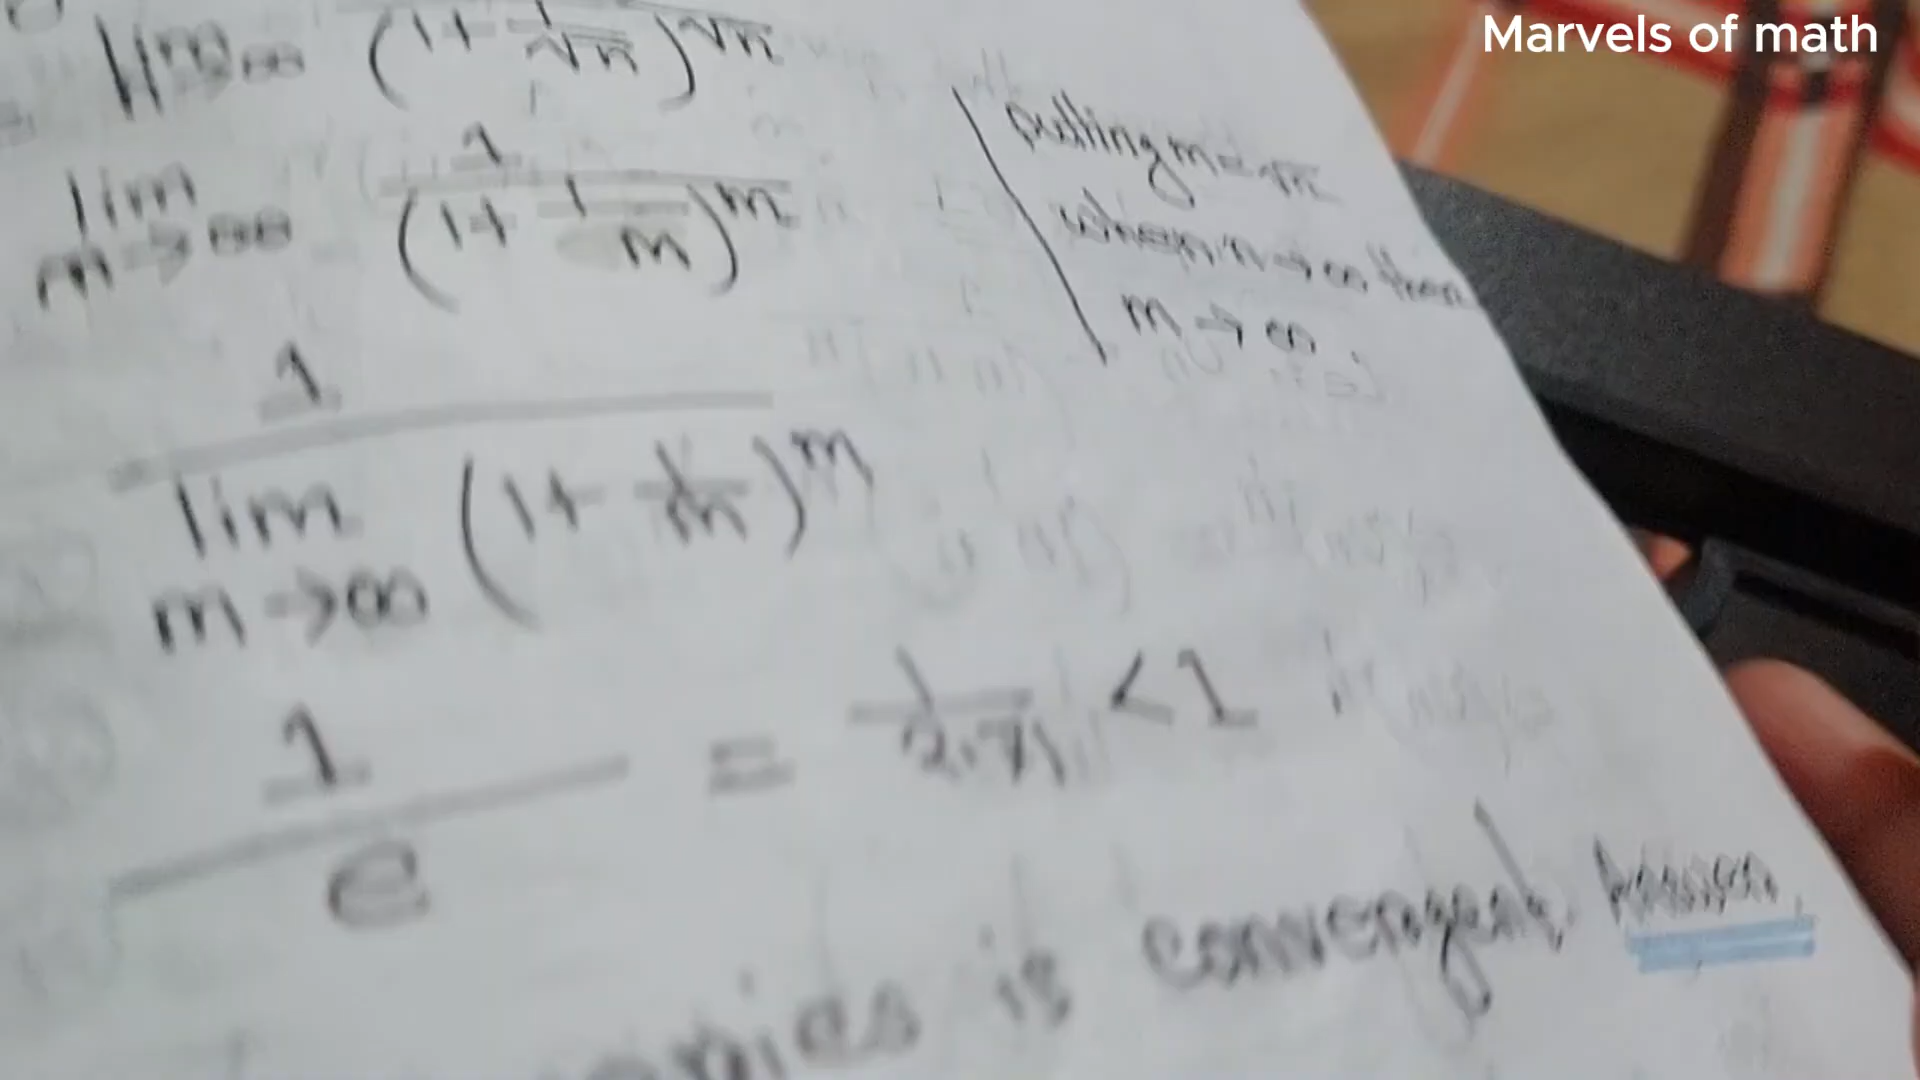 Marvels of math
lim→∞ (1+ 1/√n)^√n
lim m→∞ 1/(1+ 1/m)^m
putting m=√n
when n→∞ then
m→∞.
1/lim m→∞ (1+ 1/m)^m
1/e = 1/2.71 < 1
is convergent. Answer